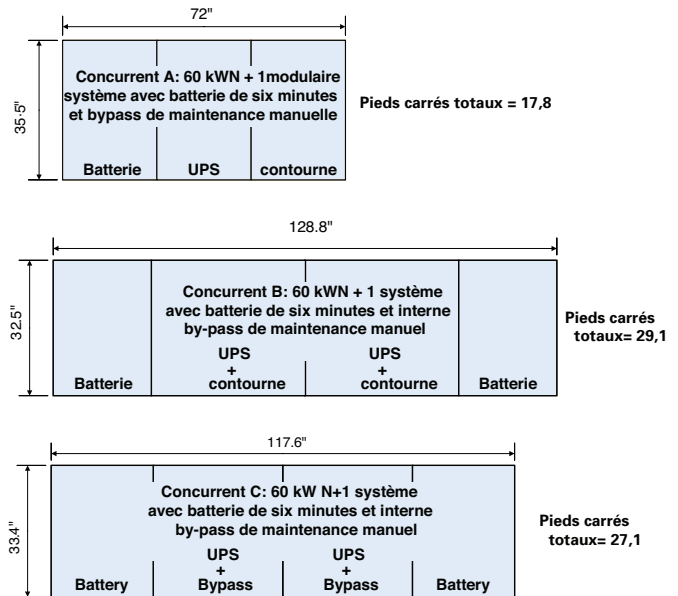 72"
35·5"
Concurrent A: 60 kWN + 1modulaire
système avec batterie de six minutes
et bypass de maintenance manuelle
Batterie UPS contourne
Pieds carrés totaux = 17,8
128.8"
32.5"
Concurrent B: 60 kWN + 1 système
avec batterie de six minutes et interne
by-pass de maintenance manuel
UPS UPS
+ +
Batterie contourne contourne Batterie
Pieds carrés
totaux= 29,1
117.6"
33.4"
Concurrent C: 60 kW N+1 système
avec batterie de six minutes et interne
by-pass de maintenance manuel
UPS UPS
+ +
Battery Bypass Bypass Battery
Pieds carrés
totaux= 27,1